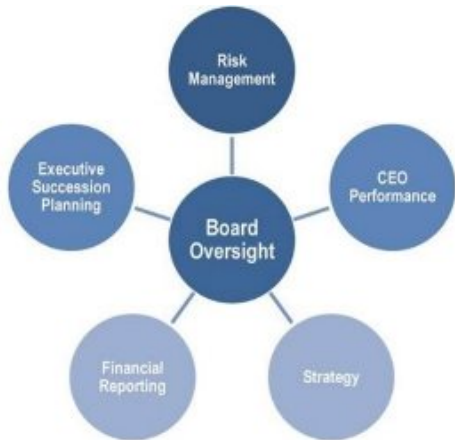 Risk
Management
Executive
Succession
Planning
CEO
Performance
Board
Oversight
Financial
Reporting
Strategy